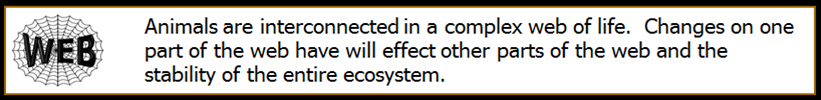 WEB
Animals are interconnected in a complex web of life.  Changes on one
part of the web have will effect other parts of the web and the
stability of the entire ecosystem.